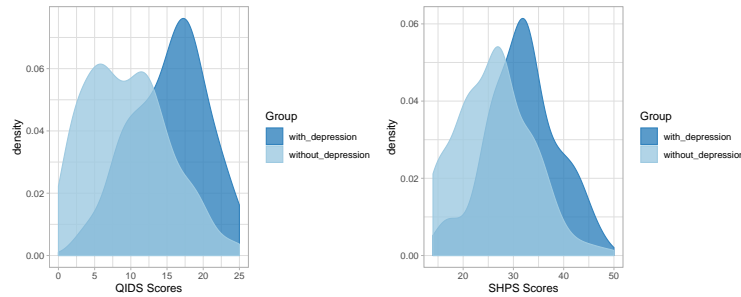 0.06
0.04
0.02
0.00
density
0 5 10 15 20 25
QIDS Scores
Group
with_depression
without_depression
0.06
0.04
0.02
0.00
density
20 30 40 50
SHPS Scores
Group
with_depression
without_depression